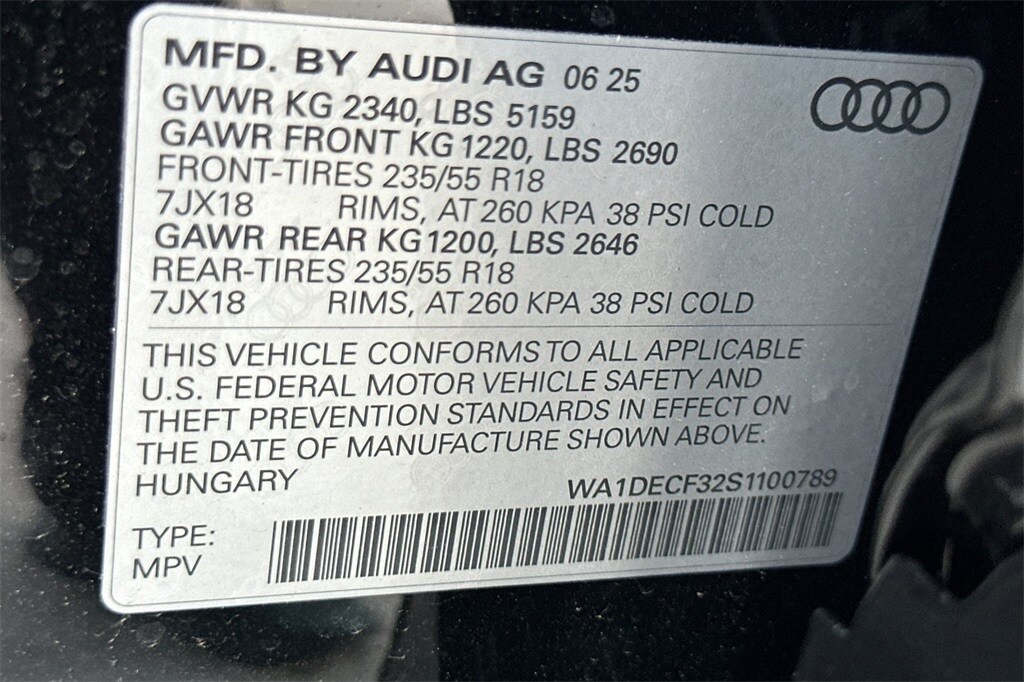 MFD. BY AUDI AG 06 25
GVWR KG 2340, LBS 5159
GAWR FRONT KG 1220, LBS 2690
FRONT-TIRES 235/55 R18
7JX18 RIMS, AT 260 KPA 38 PSI COLD
GAWR REAR KG 1200, LBS 2646
REAR-TIRES 235/55 R18
7JX18 RIMS, AT 260 KPA 38 PSI COLD
THIS VEHICLE CONFORMS TO ALL APPLICABLE
U.S. FEDERAL MOTOR VEHICLE SAFETY AND
THEFT PREVENTION STANDARDS IN EFFECT ON
THE DATE OF MANUFACTURE SHOWN ABOVE.
HUNGARY WA1DECF32S1100789
TYPE:
MPV